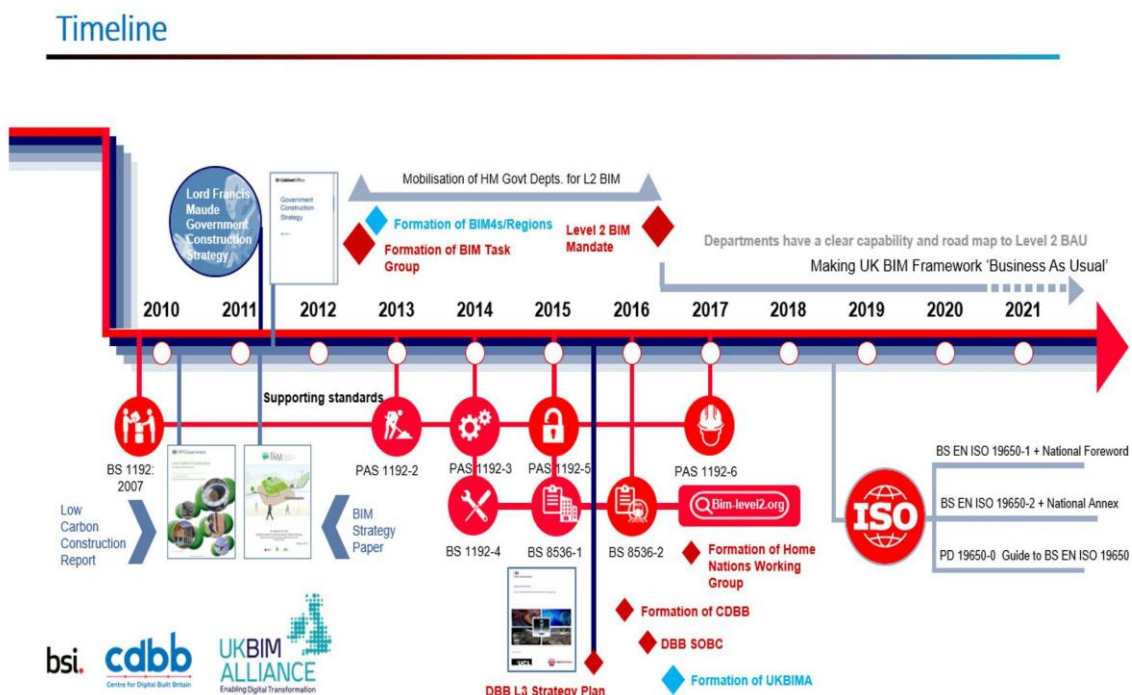 Timeline
Lord Francis
Maude
Government
Construction
Strategy
CabinetOffice
Government
Construction
Strategy
Mobilisation of HM Govt Depts. for L2 BIM
Formation of BIM4s/Regions
Formation of BIM Task
Group
Level 2 BIM
Mandate
Departments have a clear capability and road map to Level 2 BAU
Making UK BIM Framework ‘Business As Usual’
2010 2011 2012 2013 2014 2015 2016 2017 2018 2019 2020 2021
Supporting standards
BS 1192:
2007
PAS 1192-2
PAS 1192-3
PAS 1192-5
PAS 1192-6
Low
Carbon
Construction
Report
HM Government
BIM
BIM
Strategy
Paper
BS 1192-4
BS 8536-1
BS 8536-2
Bim-level2.org
Formation of Home
Nations Working
Group
Formation of CDBB
DBB SOBC
Formation of UKBIMA
DBB L3 Strategy Plan
ISO
BS EN ISO 19650-1 + National Foreword
BS EN ISO 19650-2 + National Annex
PD 19650-0 Guide to BS EN ISO 19650
bsi.
cdbb
Centre for Digital Built Britain
UKBIM
ALLIANCE
Enabling Digital Transformation